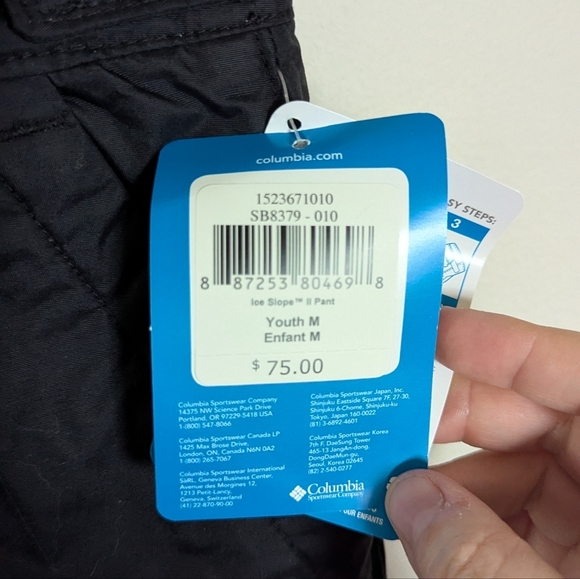 columbia.com
1523671010
SB8379 - 010
8 87253 80469 8
Ice Slope™ II Pant
Youth M
Enfant M
$ 75.00
Columbia Sportswear Company
14375 NW Science Park Drive
Portland, OR 97229-5418 USA
1-(800) 547-8066
Columbia Sportswear Canada LP
1425 Max Brose Drive,
London, ON, Canada N6N 0A2
1-(800) 265-7067
Columbia Sportswear International
SaRL, Geneva Business Center,
Avenue des Morgines 12,
1213 Petit-Lancy,
Geneva, Switzerland
(41) 22-870-90-00
Columbia Sportswear Japan, Inc.
Shinjuku Eastside Square 7F, 27-30,
Shinjuku 6-Chome, Shinjuku-ku
Tokyo, Japan 160-0022
(81) 3-6892-4601
Columbia Sportswear Korea
7th F. DaeSung Tower
465-13 JangAn-dong,
DongDaeMun-gu,
Seoul, Korea 02645
(82) 2-540-0277
Columbia
Sportswear Company
SY STEPS:
3
OUR ENFANTS